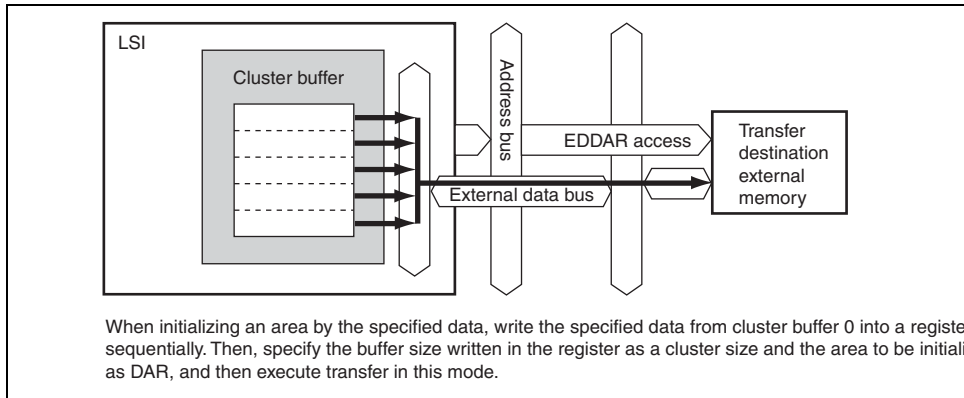 LSI
Cluster buffer
Address bus
EDDAR access
External data bus
Transfer
destination
external
memory
When initializing an area by the specified data, write the specified data from cluster buffer 0 into a
sequentially. Then, specify the buffer size written in the register as a cluster size and the area to be
as DAR, and then execute transfer in this mode.